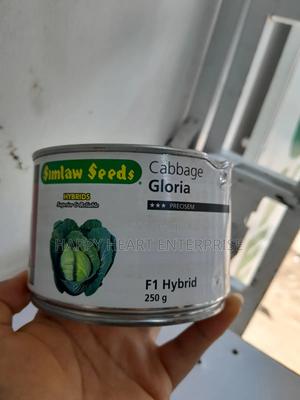 Simlaw Seeds
Cabbage
Gloria
HYBRIDS
Superior & Reliable
★★★ PRECISEM
HAPPY HEART ENTERPRISE
F1 Hybrid
250 g